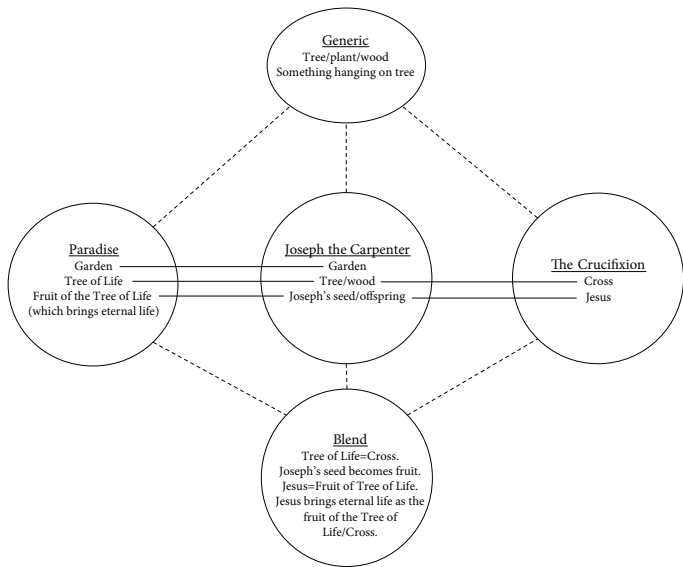 Generic
Tree/plant/wood
Something hanging on tree
Paradise
Garden
Tree of Life
Fruit of the Tree of Life
(which brings eternal life)
Joseph the Carpenter
Garden
Tree/wood
Joseph's seed/offspring
The Crucifixion
Cross
Jesus
Blend
Tree of Life=Cross.
Joseph's seed becomes fruit.
Jesus=Fruit of Tree of Life.
Jesus brings eternal life as the
fruit of the Tree of
Life/Cross.